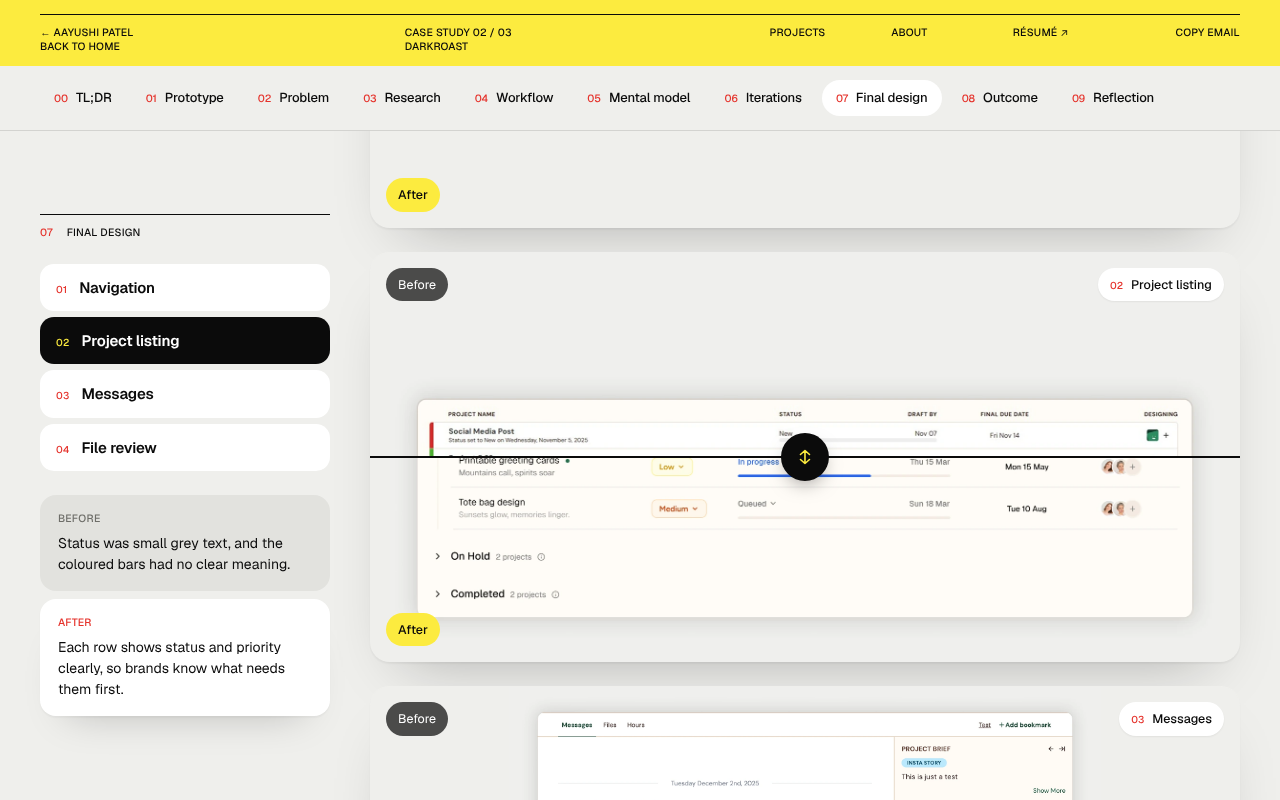 ← AAYUSHI PATEL
BACK TO HOME
CASE STUDY 02 / 03
DARKROAST
PROJECTS
ABOUT
RÉSUMÉ ↗
COPY EMAIL
00 TL;DR
01 Prototype
02 Problem
03 Research
04 Workflow
05 Mental model
06 Iterations
07 Final design
08 Outcome
09 Reflection
07 FINAL DESIGN
01 Navigation
02 Project listing
03 Messages
04 File review
BEFORE
Status was small grey text, and the
coloured bars had no clear meaning.
AFTER
Each row shows status and priority
clearly, so brands know what needs
them first.
After
Before
02 Project listing
PROJECT NAME STATUS DRAFT BY FINAL DUE DATE DESIGNING
Social Media Post New Nov 07 Fri Nov 14 +
Status set to New on Wednesday, November 5, 2025
Printable greeting cards Low In progress Thu 15 Mar Mon 15 May +
Mountains call, spirits soar
Tote bag design Medium Queued Sun 18 Mar Tue 10 Aug +
Sunsets glow, memories linger.
On Hold 2 projects
Completed 2 projects
After
Before
03 Messages
Messages Files Hours Test + Add bookmark
PROJECT BRIEF
INSTA STORY
This is just a test
Tuesday December 2nd, 2025
Show More